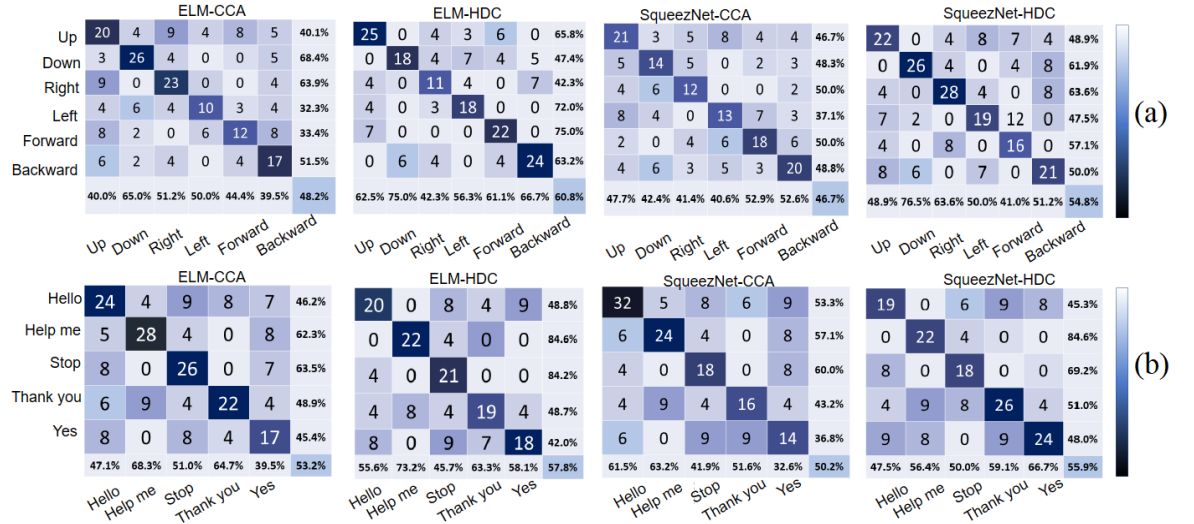 ELM-CCA ELM-HDC SqueezNet-CCA SqueezNet-HDC
Up 20 4 9 4 8 5 40.1% 25 0 4 3 6 0 65.8% 21 3 5 8 4 4 46.7% 22 0 4 8 7 4 48.9%
Down 3 26 4 0 0 5 68.4% 0 18 4 7 4 5 47.4% 5 14 5 0 2 3 48.3% 0 26 4 0 4 8 61.9%
Right 9 0 23 0 0 4 63.9% 4 0 11 4 0 7 42.3% 4 6 12 0 0 2 50.0% 4 0 28 4 0 8 63.6%
Left 4 6 4 10 3 4 32.3% 4 0 3 18 0 0 72.0% 8 4 0 13 7 3 37.1% 7 2 0 19 12 0 47.5%
Forward 8 2 0 6 12 8 33.4% 7 0 0 0 22 0 75.0% 2 0 4 6 18 6 50.0% 4 0 8 0 16 0 57.1%
Backward 6 2 4 0 4 17 51.5% 0 6 4 0 4 24 63.2% 4 6 3 5 3 20 48.8% 8 6 0 7 0 21 50.0%
40.0% 65.0% 51.2% 50.0% 44.4% 39.5% 48.2% 62.5% 75.0% 42.3% 56.3% 61.1% 66.7% 60.8% 47.7% 42.4% 41.4% 40.6% 52.9% 52.6% 46.7% 48.9% 76.5% 63.6% 50.0% 41.0% 51.2% 54.8%
Up Down Right Left Forward Backward Up Down Right Left Forward Backward Up Down Right Left Forward Backward Up Down Right Left Forward Backward
(a)
ELM-CCA ELM-HDC SqueezNet-CCA SqueezNet-HDC
Hello 24 4 9 8 7 46.2% 20 0 8 4 9 48.8% 32 5 8 6 9 53.3% 19 0 6 9 8 45.3%
Help me 5 28 4 0 8 62.3% 0 22 4 0 0 84.6% 6 24 4 0 8 57.1% 0 22 4 0 0 84.6%
Stop 8 0 26 0 7 63.5% 4 0 21 0 0 84.2% 4 0 18 0 8 60.0% 8 0 18 0 0 69.2%
Thank you 6 9 4 22 4 48.9% 4 8 4 19 4 48.7% 4 9 4 16 4 43.2% 4 9 8 26 4 51.0%
Yes 8 0 8 4 17 45.4% 8 0 9 7 18 42.0% 6 0 9 9 14 36.8% 9 8 0 9 24 48.0%
47.1% 68.3% 51.0% 64.7% 39.5% 53.2% 55.6% 73.2% 45.7% 63.3% 58.1% 57.8% 61.5% 63.2% 41.9% 51.6% 32.6% 50.2% 47.5% 56.4% 50.0% 59.1% 66.7% 55.9%
Hello Help me Stop Thank you Yes Hello Help me Stop Thank you Yes Hello Help me Stop Thank you Yes Hello Help me Stop Thank you Yes
(b)